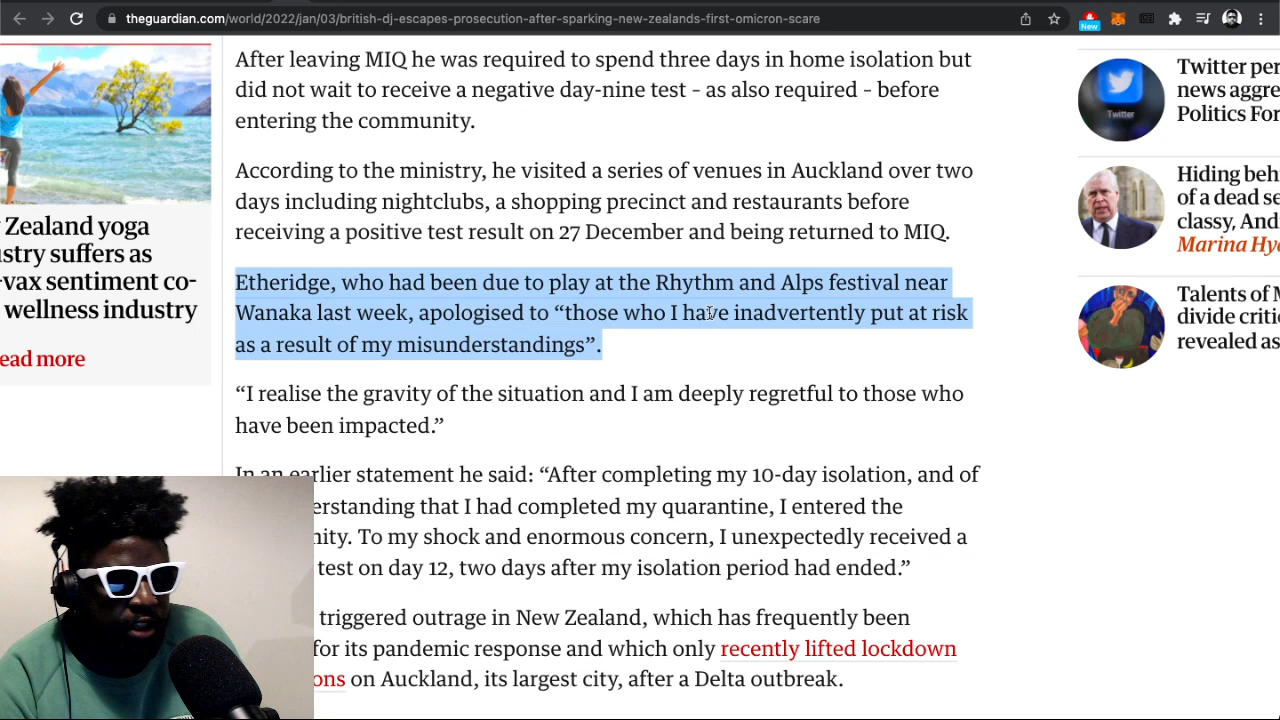 theguardian.com/world/2022/jan/03/british-dj-escapes-prosecution-after-sparking-new-zealands-first-omicron-scare
New
After leaving MIQ he was required to spend three days in home isolation but
did not wait to receive a negative day-nine test – as also required – before
entering the community.
According to the ministry, he visited a series of venues in Auckland over two
days including nightclubs, a shopping precinct and restaurants before
receiving a positive test result on 27 December and being returned to MIQ.
Etheridge, who had been due to play at the Rhythm and Alps festival near
Wanaka last week, apologised to “those who I have inadvertently put at risk
as a result of my misunderstandings”.
“I realise the gravity of the situation and I am deeply regretful to those who
have been impacted.”
In an earlier statement he said: “After completing my 10-day isolation, and of
erstanding that I had completed my quarantine, I entered the
nity. To my shock and enormous concern, I unexpectedly received a
test on day 12, two days after my isolation period had ended.”
triggered outrage in New Zealand, which has frequently been
for its pandemic response and which only recently lifted lockdown
ons on Auckland, its largest city, after a Delta outbreak.
Zealand yoga
stry suffers as
-vax sentiment co-
wellness industry
ead more
Twitter
Twitter per
news aggre
Politics For
Hiding behi
of a dead se
classy, And
Marina Hyd
Talents of M
divide critic
revealed as